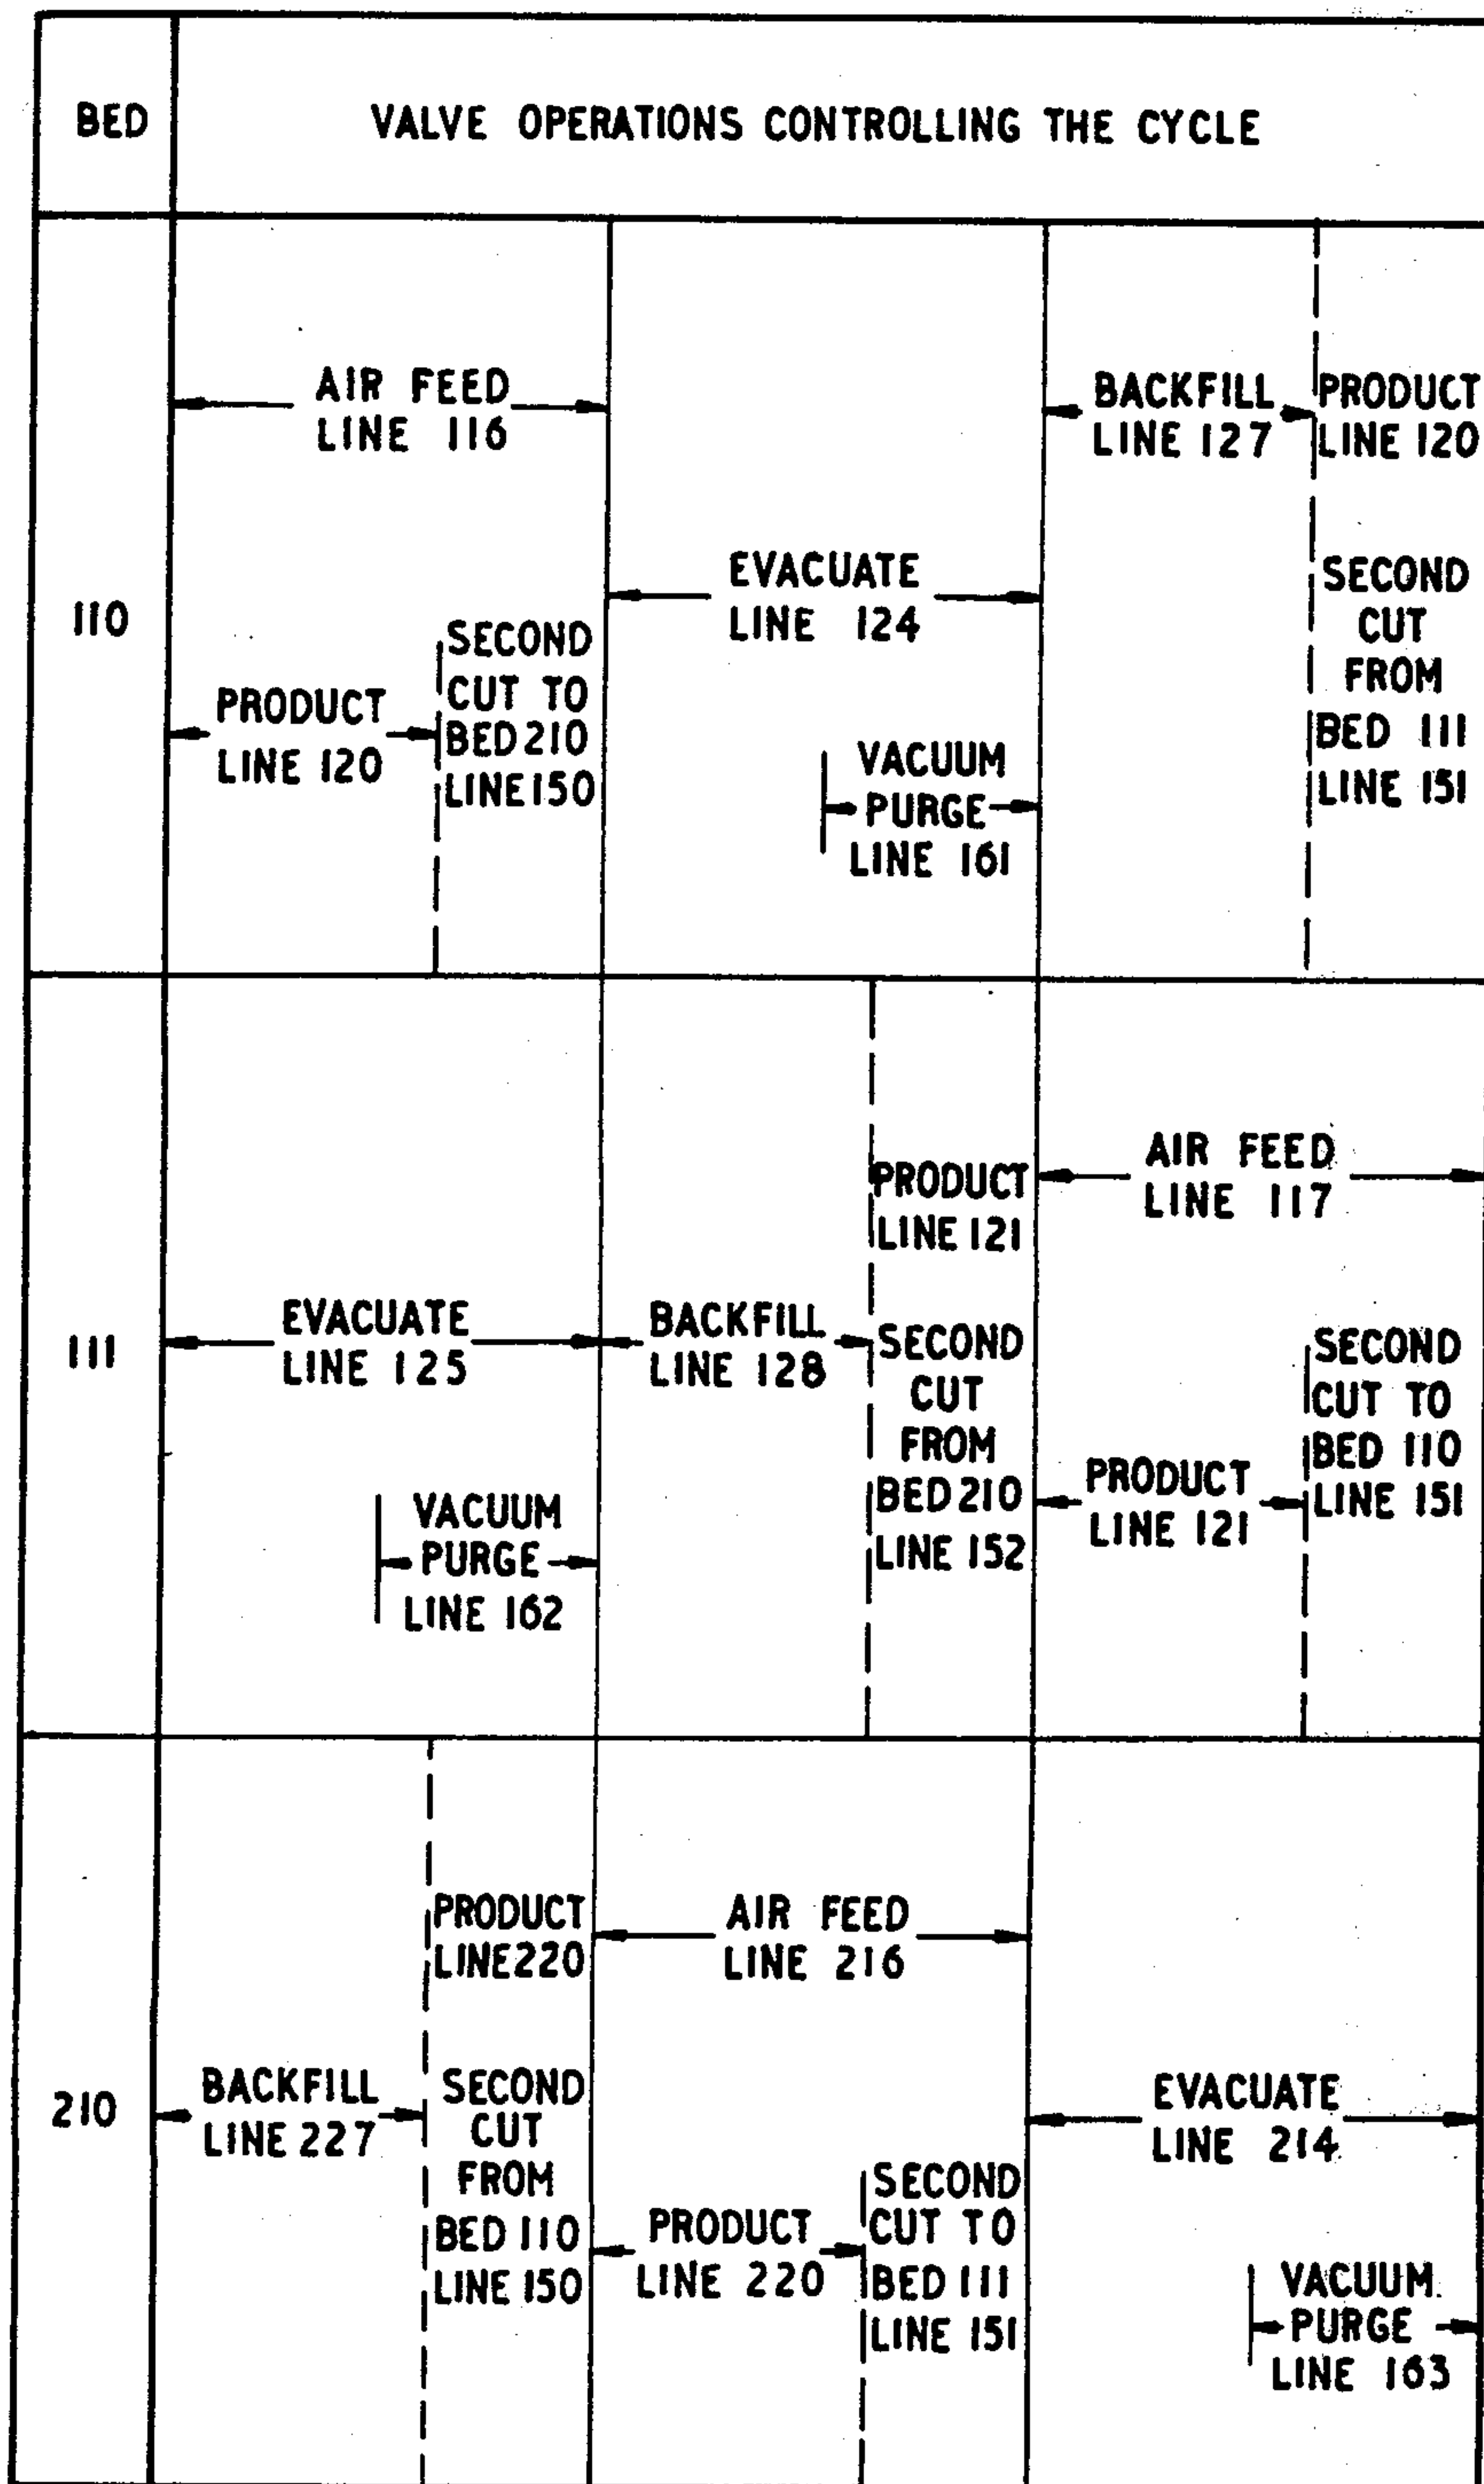 BED
VALVE OPERATIONS CONTROLLING THE CYCLE
110
AIR FEED
LINE 116
PRODUCT
LINE 120
SECOND
CUT TO
BED 210
LINE 150
EVACUATE
LINE 124
VACUUM
PURGE
LINE 161
BACKFILL
LINE 127
PRODUCT
LINE 120
SECOND
CUT
FROM
BED 111
LINE 151
111
EVACUATE
LINE 125
VACUUM
PURGE
LINE 162
BACKFILL
LINE 128
PRODUCT
LINE 121
SECOND
CUT
FROM
BED 210
LINE 152
AIR FEED
LINE 117
PRODUCT
LINE 121
SECOND
CUT TO
BED 110
LINE 151
210
BACKFILL
LINE 227
PRODUCT
LINE 220
SECOND
CUT
FROM
BED 110
LINE 150
AIR FEED
LINE 216
PRODUCT
LINE 220
SECOND
CUT TO
BED 111
LINE 151
EVACUATE
LINE 214
VACUUM
PURGE
LINE 163